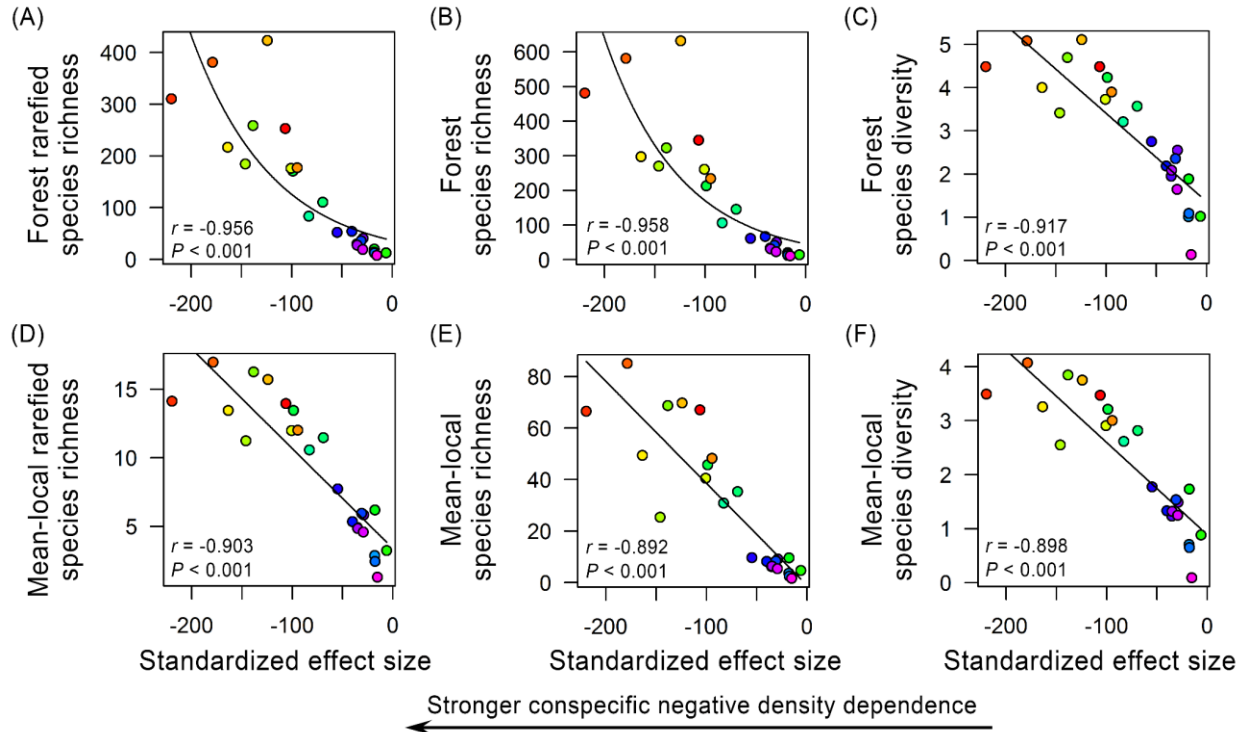 (A)
Forest rarefied
species richness
400
300
200
100
0
r = -0.956
P < 0.001
-200
-100
0
(B)
Forest
species richness
600
500
400
300
200
100
0
r = -0.958
P < 0.001
-200
-100
0
(C)
Forest
species diversity
5
4
3
2
1
0
r = -0.917
P < 0.001
-200
-100
0
(D)
Mean-local rarefied
species richness
15
10
5
r = -0.903
P < 0.001
-200
-100
0
Standardized effect size
(E)
Mean-local
species richness
80
60
40
20
0
r = -0.892
P < 0.001
-200
-100
0
Standardized effect size
(F)
Mean-local
species diversity
4
3
2
1
0
r = -0.898
P < 0.001
-200
-100
0
Standardized effect size
Stronger conspecific negative density dependence